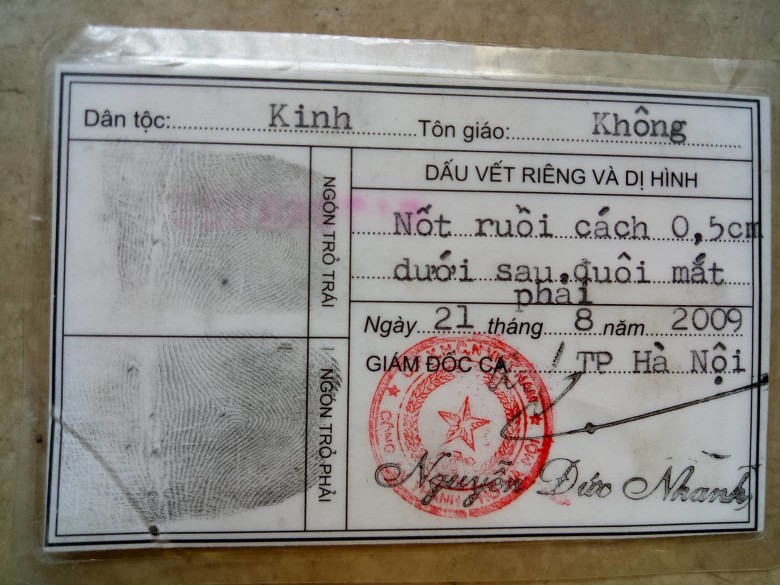 Dân tộc: Kinh Tôn giáo: Không
DẤU VẾT RIÊNG VÀ DỊ HÌNH
NGÓN TRỎ TRÁI
Nốt ruồi cách 0,5cm
dưới sau đuôi mắt
phải
Ngày 21 tháng 8 năm 2009
NGÓN TRỎ PHẢI
GIÁM ĐỐC CA TP Hà Nội
Nguyễn Đức Nhanh